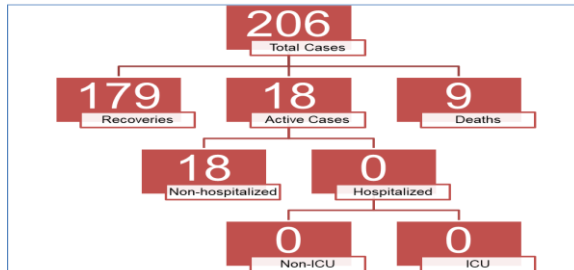 206
Total Cases
179
Recoveries
18
Active Cases
9
Deaths
18
Non-hospitalized
0
Hospitalized
0
Non-ICU
0
ICU